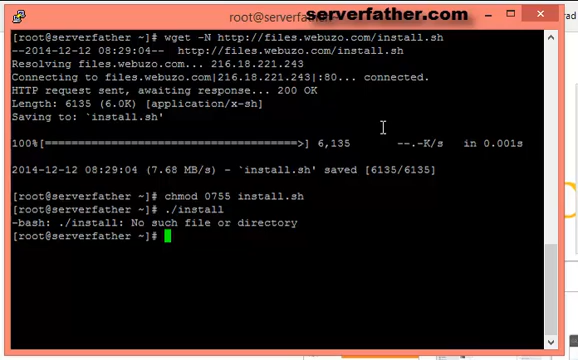 serverfather.com
root@serverfather:
[root@serverfather ~]# wget -N http://files.webuzo.com/install.sh
--2014-12-12 08:29:04--  http://files.webuzo.com/install.sh
Resolving files.webuzo.com... 216.18.221.243
Connecting to files.webuzo.com|216.18.221.243|:80... connected.
HTTP request sent, awaiting response... 200 OK
Length: 6135 (6.0K) [application/x-sh]
Saving to: `install.sh'
100%[======================================>] 6,135       --.-K/s   in 0.001s
2014-12-12 08:29:04 (7.68 MB/s) - `install.sh' saved [6135/6135]
[root@serverfather ~]# chmod 0755 install.sh
[root@serverfather ~]# ./install
-bash: ./install: No such file or directory
[root@serverfather ~]#
rad